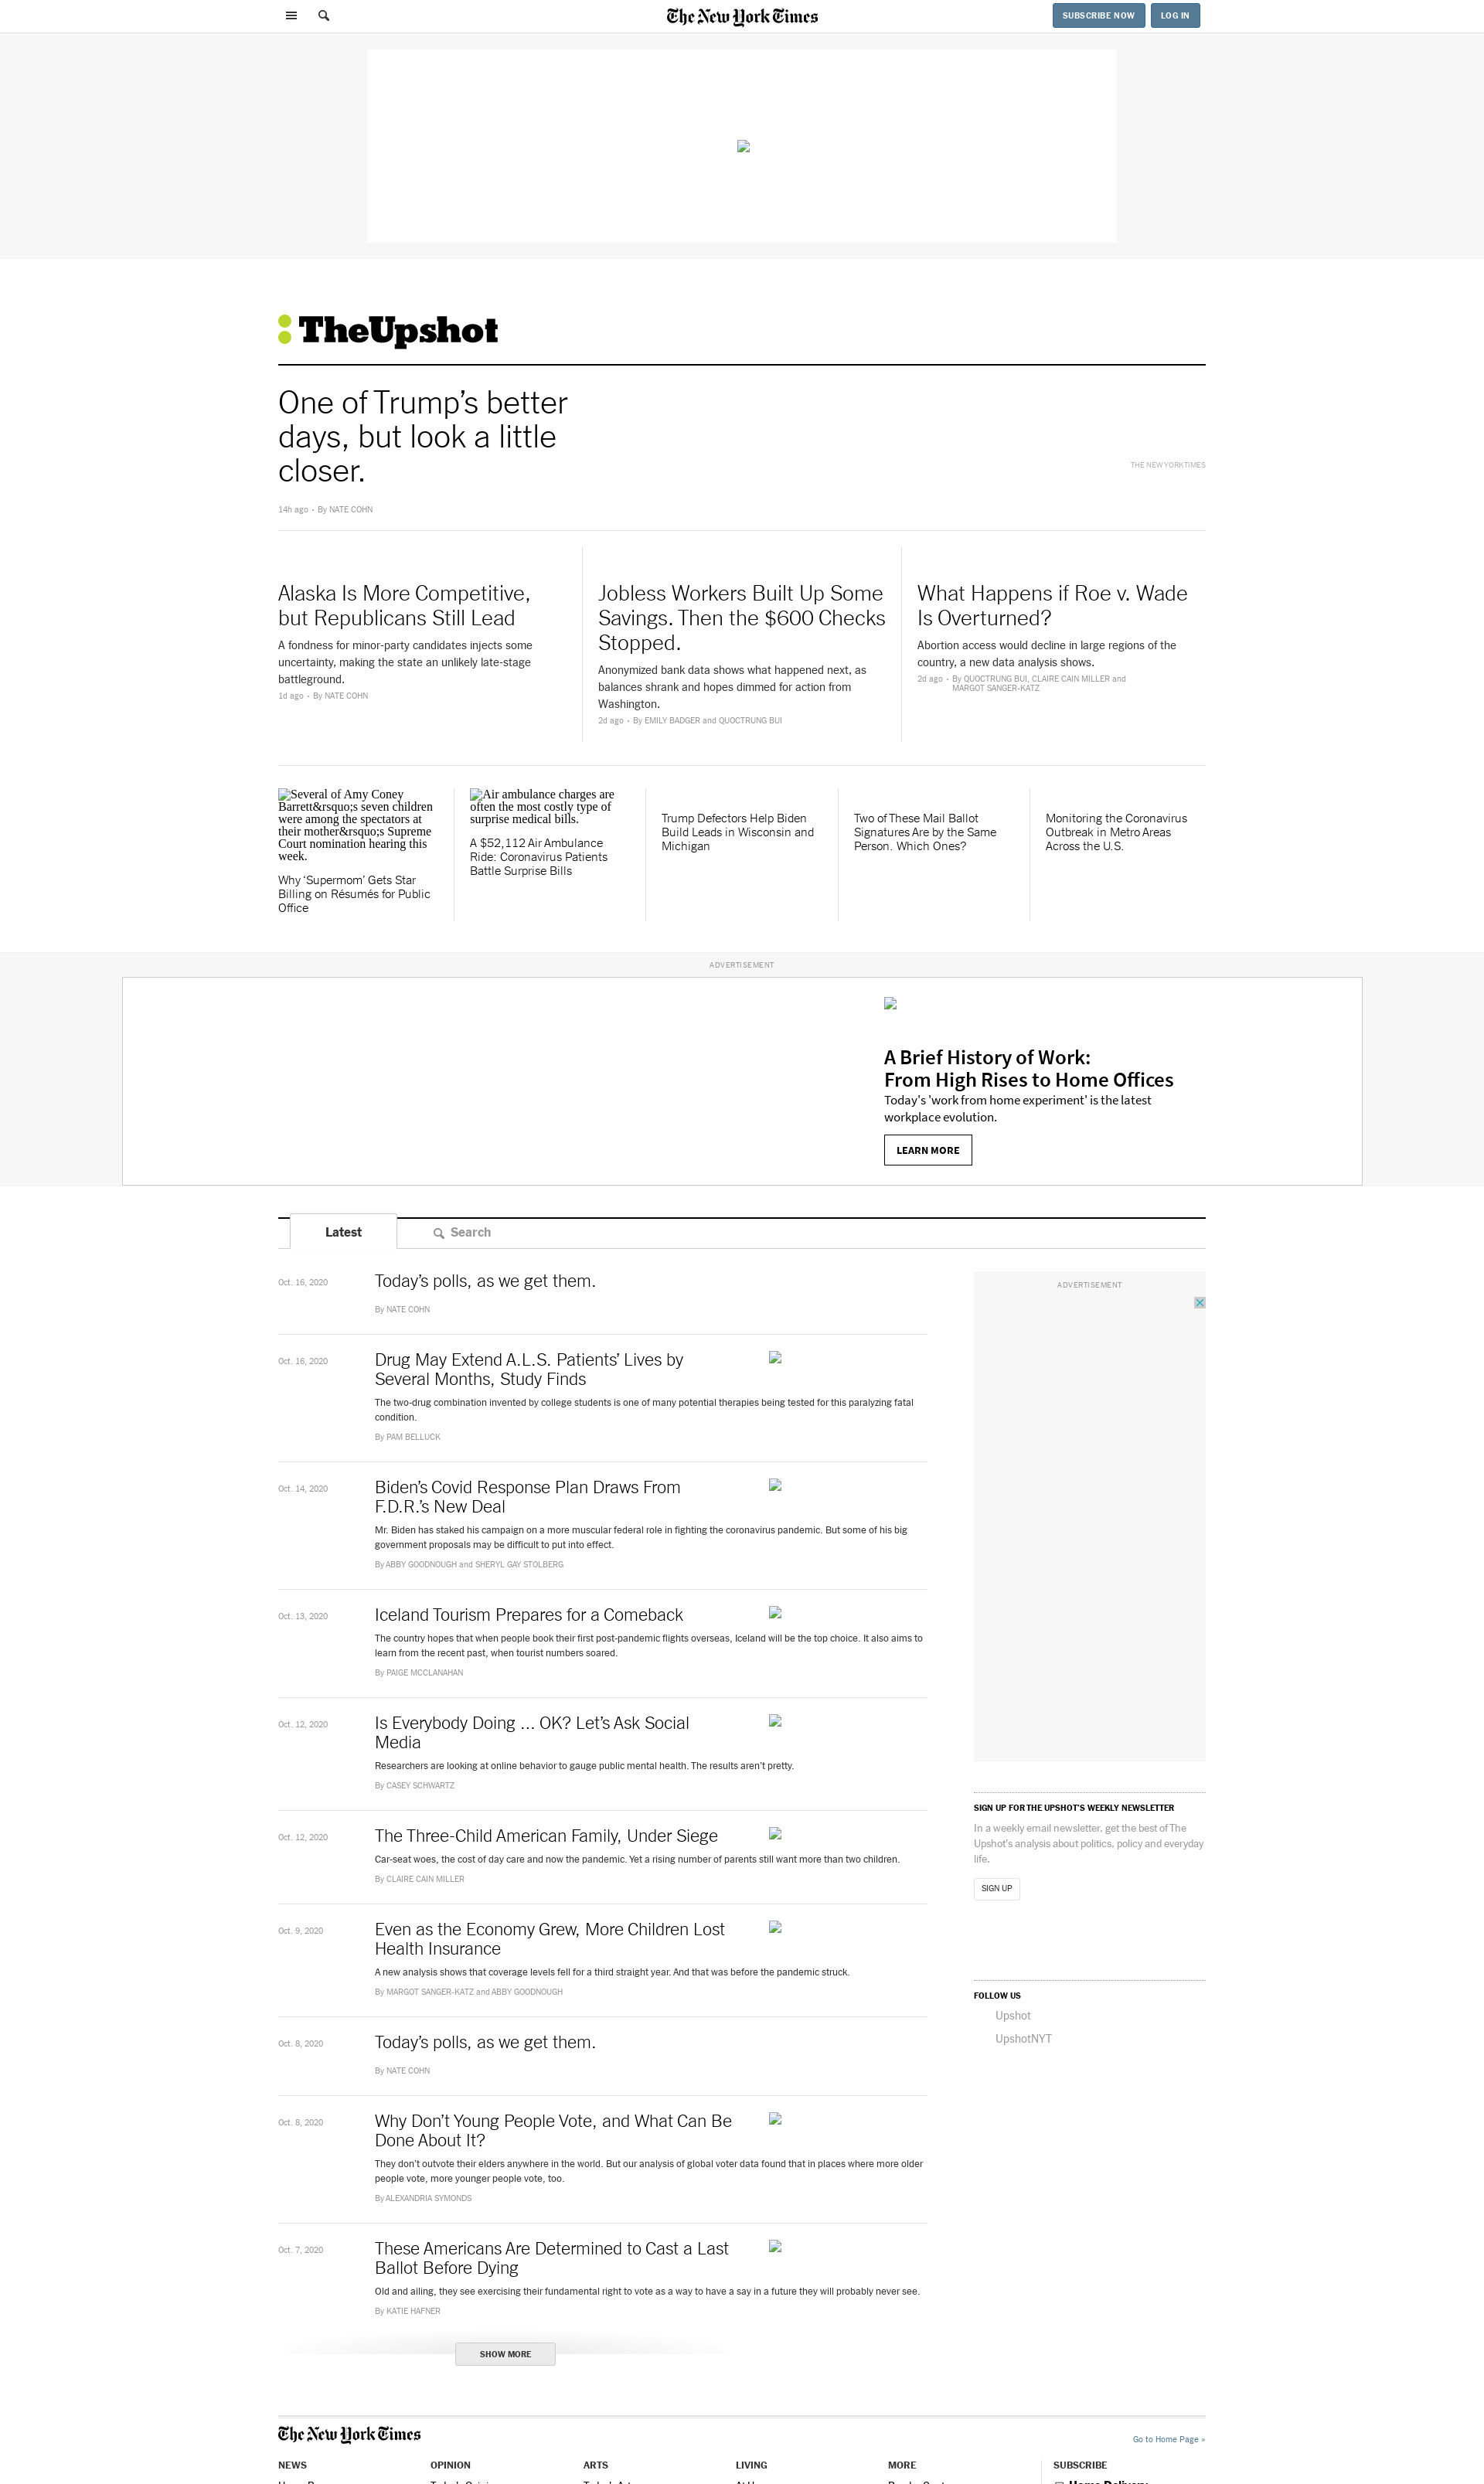 The New York Times
SUBSCRIBE NOW
LOG IN
TheUpshot
One of Trump’s better
days, but look a little
closer.
THE NEW YORK TIMES
14h ago • By NATE COHN
Alaska Is More Competitive,
but Republicans Still Lead
A fondness for minor-party candidates injects some
uncertainty, making the state an unlikely late-stage
battleground.
1d ago • By NATE COHN
Jobless Workers Built Up Some
Savings. Then the $600 Checks
Stopped.
Anonymized bank data shows what happened next, as
balances shrank and hopes dimmed for action from
Washington.
2d ago • By EMILY BADGER and QUOCTRUNG BUI
What Happens if Roe v. Wade
Is Overturned?
Abortion access would decline in large regions of the
country, a new data analysis shows.
2d ago • By QUOCTRUNG BUI, CLAIRE CAIN MILLER and
MARGOT SANGER-KATZ
Several of Amy Coney
Barrett&rsquo;s seven children
were among the spectators at
their mother&rsquo;s Supreme
Court nomination hearing this
week.
Why ‘Supermom’ Gets Star
Billing on Résumés for Public
Office
Air ambulance charges are
often the most costly type of
surprise medical bills.
A $52,112 Air Ambulance
Ride: Coronavirus Patients
Battle Surprise Bills
Trump Defectors Help Biden
Build Leads in Wisconsin and
Michigan
Two of These Mail Ballot
Signatures Are by the Same
Person. Which Ones?
Monitoring the Coronavirus
Outbreak in Metro Areas
Across the U.S.
ADVERTISEMENT
A Brief History of Work:
From High Rises to Home Offices
Today's 'work from home experiment' is the latest
workplace evolution.
LEARN MORE
Latest
Search
Oct. 16, 2020
Today’s polls, as we get them.
By NATE COHN
Oct. 16, 2020
Drug May Extend A.L.S. Patients’ Lives by
Several Months, Study Finds
The two-drug combination invented by college students is one of many potential therapies being tested for this paralyzing fatal
condition.
By PAM BELLUCK
Oct. 14, 2020
Biden’s Covid Response Plan Draws From
F.D.R.’s New Deal
Mr. Biden has staked his campaign on a more muscular federal role in fighting the coronavirus pandemic. But some of his big
government proposals may be difficult to put into effect.
By ABBY GOODNOUGH and SHERYL GAY STOLBERG
Oct. 13, 2020
Iceland Tourism Prepares for a Comeback
The country hopes that when people book their first post-pandemic flights overseas, Iceland will be the top choice. It also aims to
learn from the recent past, when tourist numbers soared.
By PAIGE MCCLANAHAN
Oct. 12, 2020
Is Everybody Doing … OK? Let’s Ask Social
Media
Researchers are looking at online behavior to gauge public mental health. The results aren’t pretty.
By CASEY SCHWARTZ
Oct. 12, 2020
The Three-Child American Family, Under Siege
Car-seat woes, the cost of day care and now the pandemic. Yet a rising number of parents still want more than two children.
By CLAIRE CAIN MILLER
Oct. 9, 2020
Even as the Economy Grew, More Children Lost
Health Insurance
A new analysis shows that coverage levels fell for a third straight year. And that was before the pandemic struck.
By MARGOT SANGER-KATZ and ABBY GOODNOUGH
Oct. 8, 2020
Today’s polls, as we get them.
By NATE COHN
Oct. 8, 2020
Why Don’t Young People Vote, and What Can Be
Done About It?
They don’t outvote their elders anywhere in the world. But our analysis of global voter data found that in places where more older
people vote, more younger people vote, too.
By ALEXANDRIA SYMONDS
Oct. 7, 2020
These Americans Are Determined to Cast a Last
Ballot Before Dying
Old and ailing, they see exercising their fundamental right to vote as a way to have a say in a future they will probably never see.
By KATIE HAFNER
SHOW MORE
ADVERTISEMENT
SIGN UP FOR THE UPSHOT’S WEEKLY NEWSLETTER
In a weekly email newsletter, get the best of The
Upshot’s analysis about politics, policy and everyday
life.
SIGN UP
FOLLOW US
Upshot
UpshotNYT
The New York Times
Go to Home Page »
NEWS
OPINION
ARTS
LIVING
MORE
SUBSCRIBE